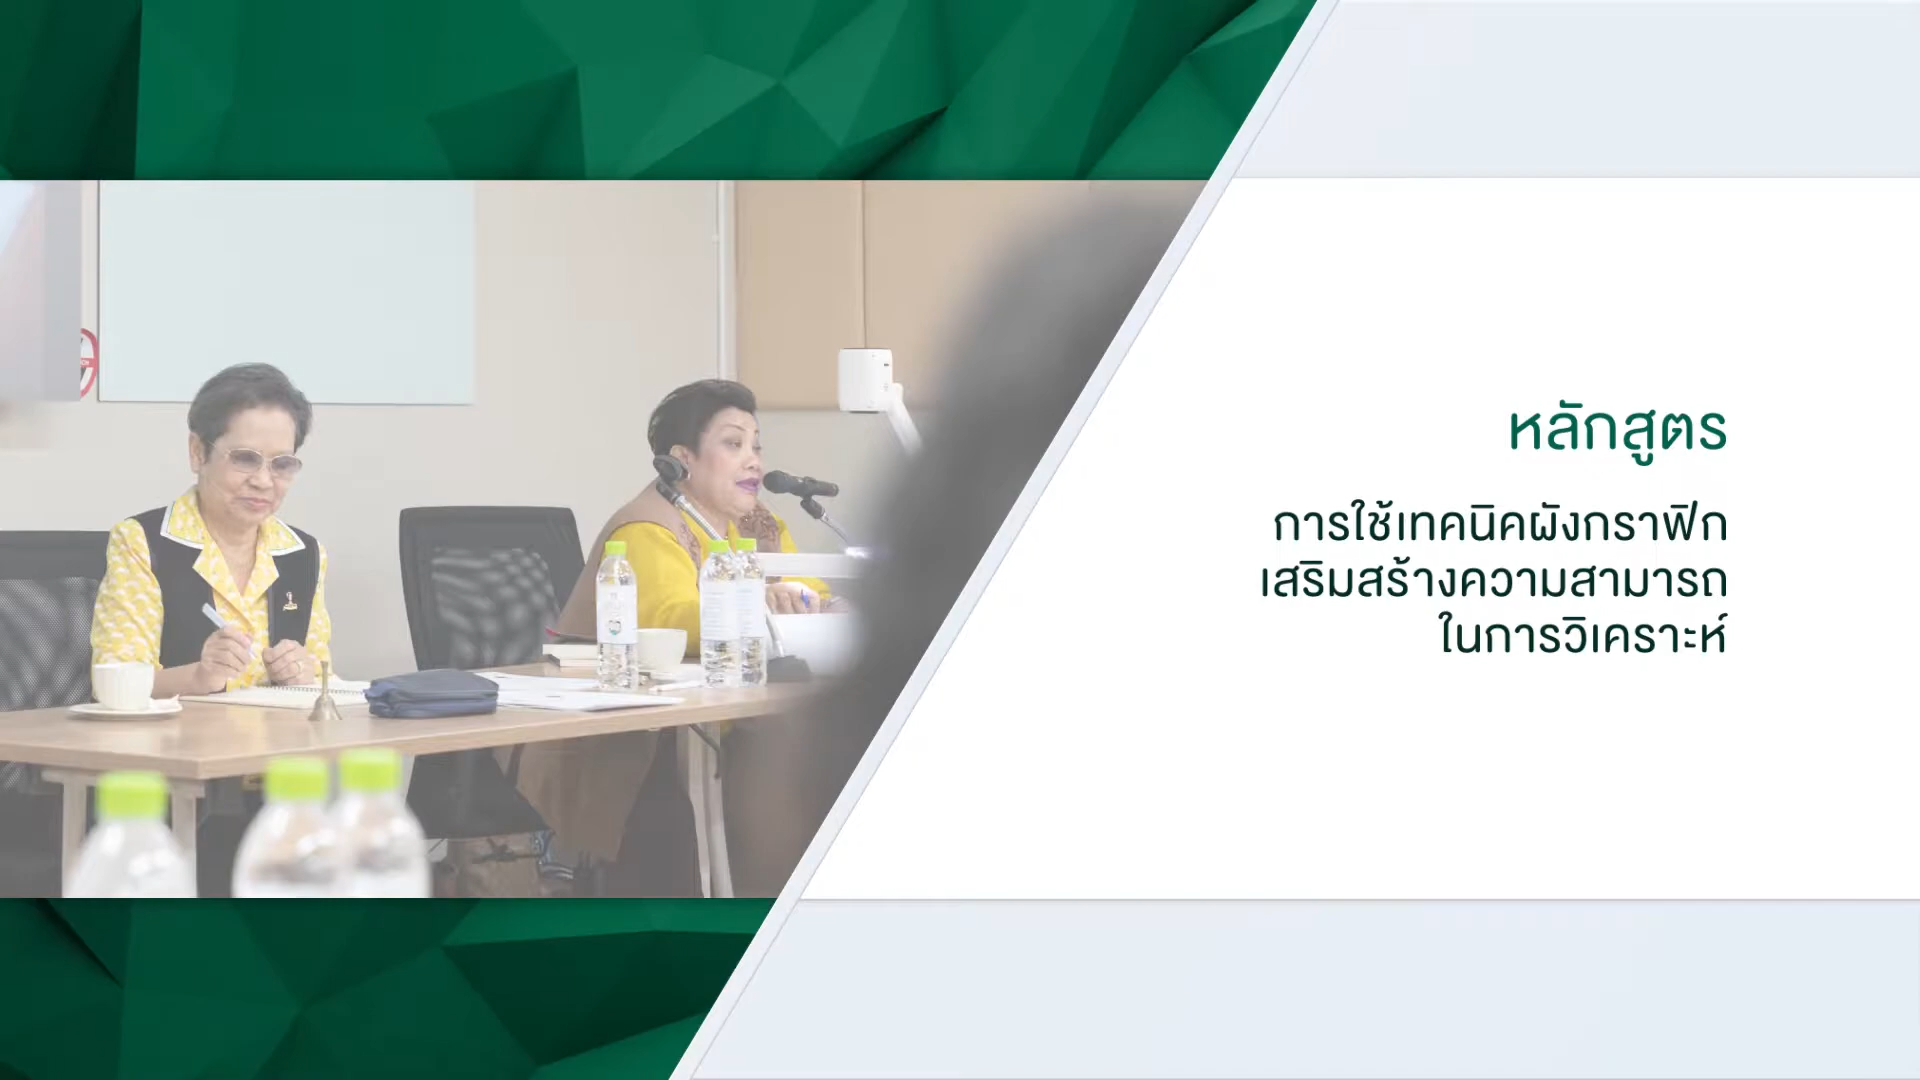 หลักสูตร
การใช้เทคนิคผังกราฟิก
เสริมสร้างความสามารถ
ในการวิเคราะห์